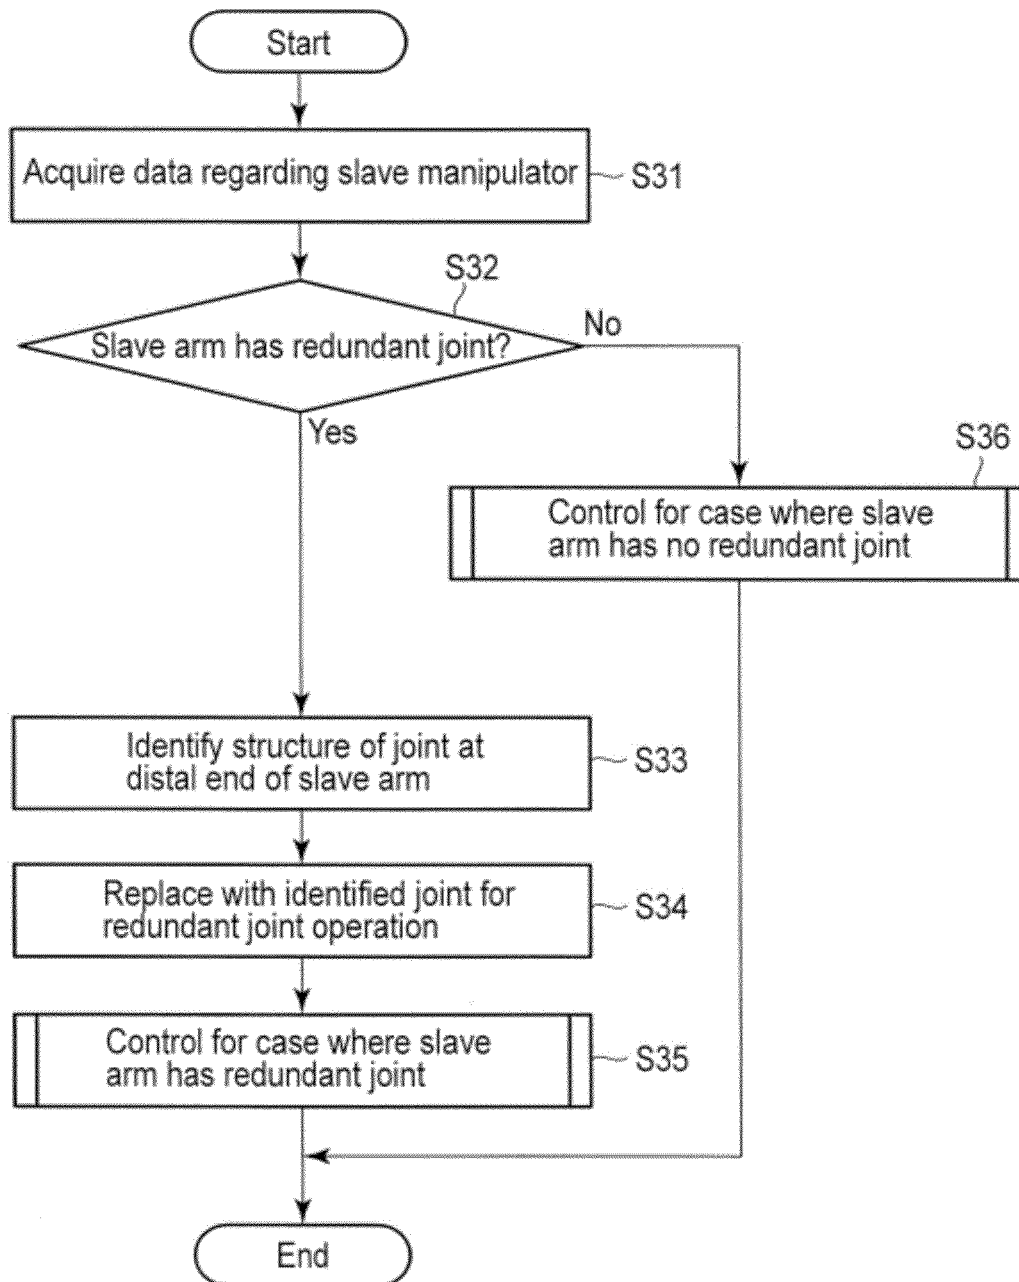 Start
Acquire data regarding slave manipulator
S31
S32
Slave arm has redundant joint?
No
Yes
S36
Control for case where slave
arm has no redundant joint
Identify structure of joint at
distal end of slave arm
S33
Replace with identified joint for
redundant joint operation
S34
Control for case where slave
arm has redundant joint
S35
End